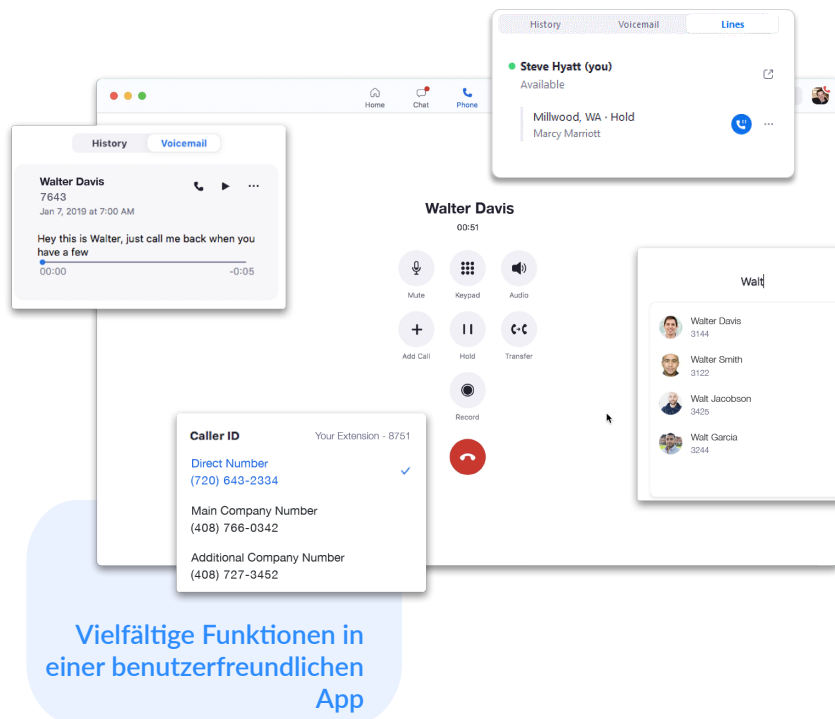 History Voicemail Lines
Steve Hyatt (you)
Available
Millwood, WA · Hold
Marcy Marriott
Home Chat Phone
History Voicemail
Walter Davis
7643
Jan 7, 2019 at 7:00 AM
Hey this is Walter, just call me back when you
have a few
00:00 -0:05
Walter Davis
00:51
Mute Keypad Audio
Add Call Hold Transfer
Record
Walt
Walter Davis
3144
Walter Smith
3122
Walt Jacobson
3425
Walt Garcia
3244
Caller ID Your Extension - 8751
Direct Number
(720) 643-2334
Main Company Number
(408) 766-0342
Additional Company Number
(408) 727-3452
Vielfältige Funktionen in
einer benutzerfreundlichen
App